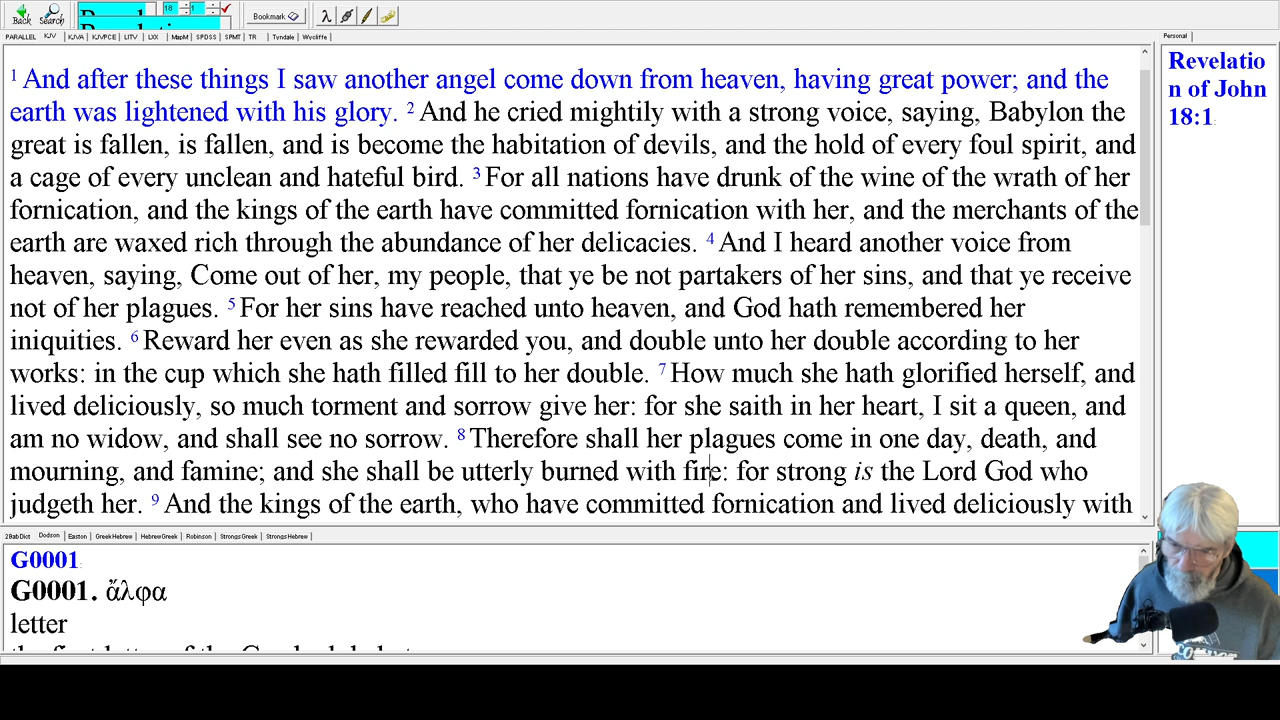 Back Search 18 1 Bookmark λ
Revelation
PARALLEL KJV KJVA KJVPCE LITV LXX MapM SPDSS SPMT TR Tyndale Wycliffe Personal
1 And after these things I saw another angel come down from heaven, having great power; and the
earth was lightened with his glory. 2 And he cried mightily with a strong voice, saying, Babylon the
great is fallen, is fallen, and is become the habitation of devils, and the hold of every foul spirit, and
a cage of every unclean and hateful bird. 3 For all nations have drunk of the wine of the wrath of her
fornication, and the kings of the earth have committed fornication with her, and the merchants of the
earth are waxed rich through the abundance of her delicacies. 4 And I heard another voice from
heaven, saying, Come out of her, my people, that ye be not partakers of her sins, and that ye receive
not of her plagues. 5 For her sins have reached unto heaven, and God hath remembered her
iniquities. 6 Reward her even as she rewarded you, and double unto her double according to her
works: in the cup which she hath filled fill to her double. 7 How much she hath glorified herself, and
lived deliciously, so much torment and sorrow give her: for she saith in her heart, I sit a queen, and
am no widow, and shall see no sorrow. 8 Therefore shall her plagues come in one day, death, and
mourning, and famine; and she shall be utterly burned with fire: for strong is the Lord God who
judgeth her. 9 And the kings of the earth, who have committed fornication and lived deliciously with
Revelatio
n of John
18:1
2BabDict Dodson Easton GreekHebrew HebrewGreek Robinson StrongsGreek StrongsHebrew
G0001
G0001. ἄλφα
letter